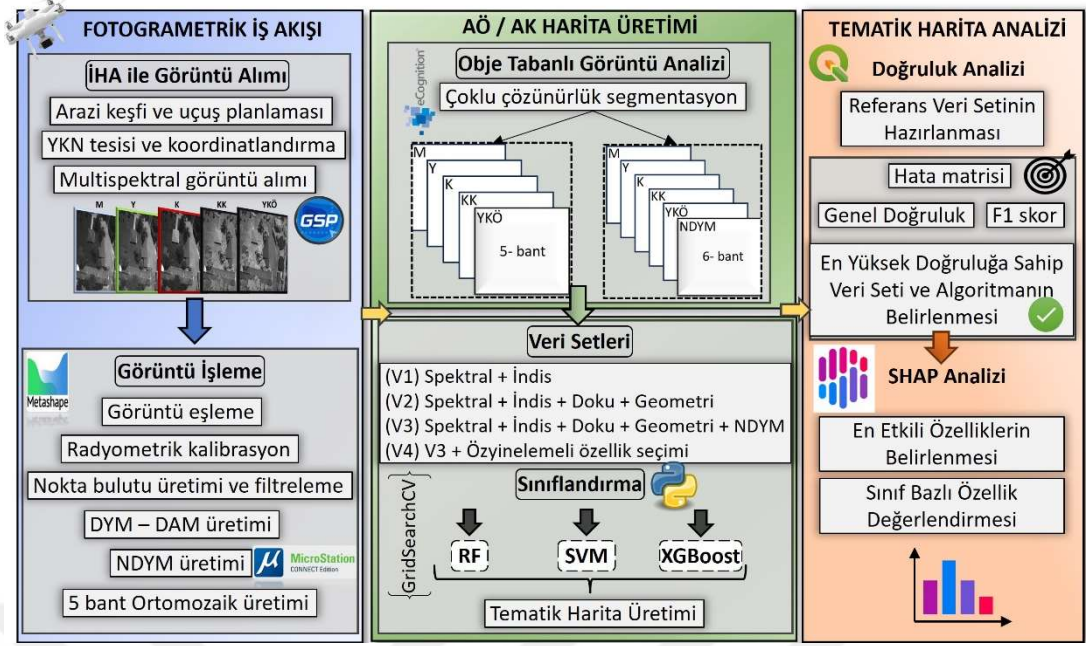 FOTOGRAMETRİK İŞ AKIŞI
İHA ile Görüntü Alımı
Arazi keşfi ve uçuş planlaması
YKN tesisi ve koordinatlandırma
Multispektral görüntü alımı
M Y K KK YKÖ
GSP
Metashape
Görüntü İşleme
Görüntü eşleme
Radyometrik kalibrasyon
Nokta bulutu üretimi ve filtreleme
DYM – DAM üretimi
NDYM üretimi
µ MicroStation
CONNECT Edition
5 bant Ortomozaik üretimi
AÖ / AK HARİTA ÜRETİMİ
eCognition
Obje Tabanlı Görüntü Analizi
Çoklu çözünürlük segmentasyon
M
Y
K
KK
YKÖ
5- bant
M
Y
K
KK
YKÖ
NDYM
6- bant
Veri Setleri
(V1) Spektral + İndis
(V2) Spektral + İndis + Doku + Geometri
(V3) Spektral + İndis + Doku + Geometri + NDYM
(V4) V3 + Özyinelemeli özellik seçimi
Sınıflandırma
GridSearchCV
RF
SVM
XGBoost
Tematik Harita Üretimi
TEMATİK HARİTA ANALİZİ
Doğruluk Analizi
Referans Veri Setinin
Hazırlanması
Hata matrisi
Genel Doğruluk
F1 skor
En Yüksek Doğruluğa Sahip
Veri Seti ve Algoritmanın
Belirlenmesi
SHAP Analizi
En Etkili Özelliklerin
Belirlenmesi
Sınıf Bazlı Özellik
Değerlendirmesi